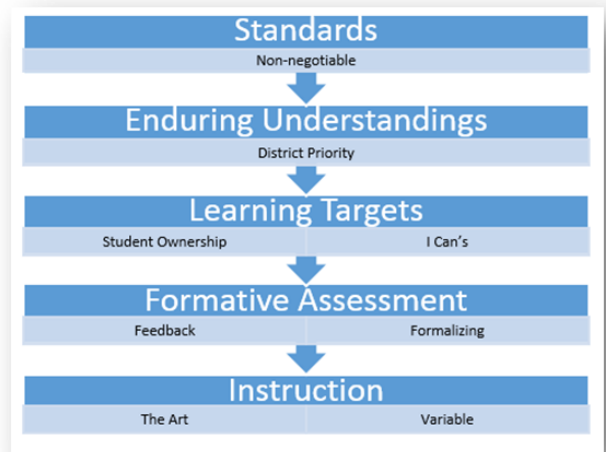 Standards
Non-negotiable
Enduring Understandings
District Priority
Learning Targets
Student Ownership I Can's
Formative Assessment
Feedback Formalizing
Instruction
The Art Variable